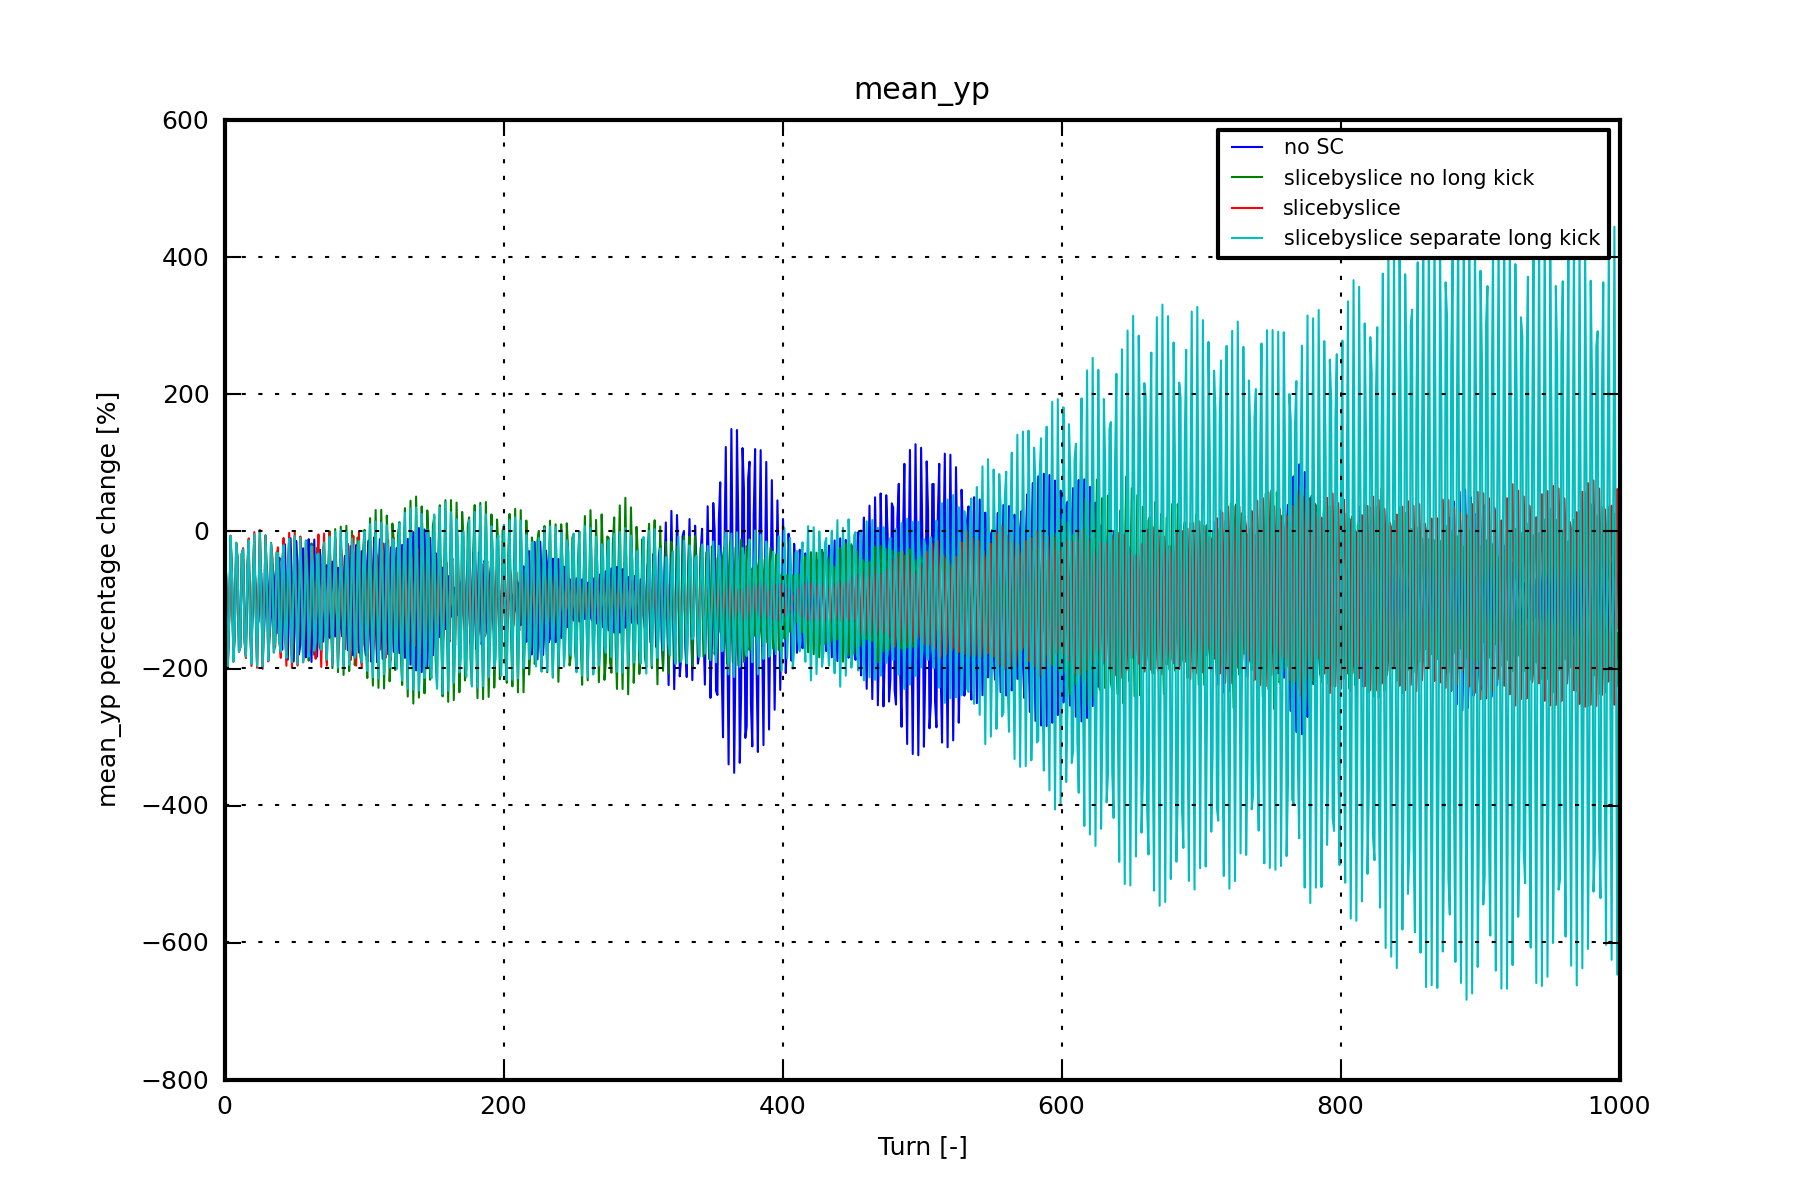 mean_yp
600
400
200
0
−200
−400
−600
−800
mean_yp percentage change [%]
no SC
slicebyslice no long kick
slicebyslice
slicebyslice separate long kick
0 200 400 600 800 1000
Turn [-]